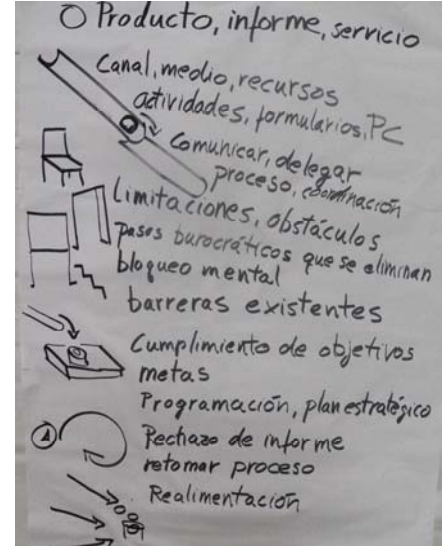 Producto, informe, servicio
Canal, medio, recursos
actividades, formularios, PC
Comunicar, delegar
proceso, coordinación
Limitaciones, obstáculos
pasos burocráticos que se eliminan
bloqueo mental
barreras existentes
Cumplimiento de objetivos
metas
Programación, plan estratégico
Rechazo de informe
retomar proceso
Realimentación